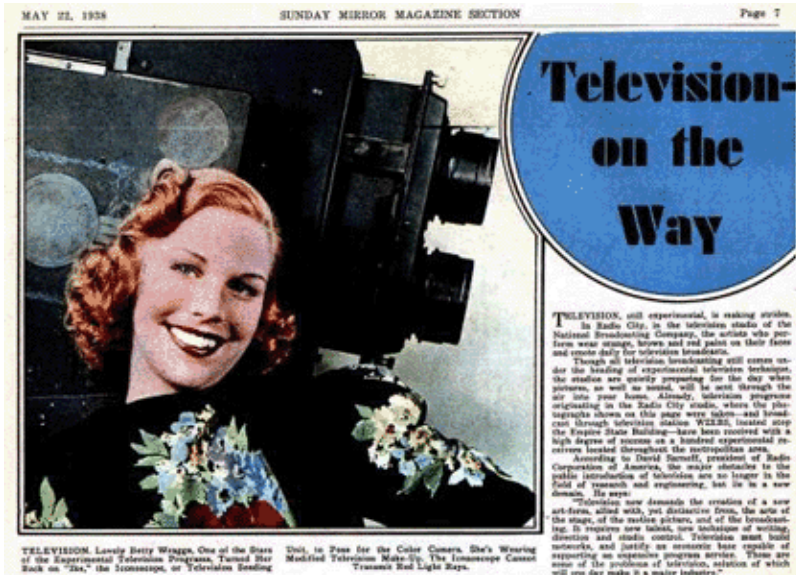 MAY 22, 1938
SUNDAY MIRROR MAGAZINE SECTION
Page 7
Television-
on the
Way
TELEVISION, still experimental, is making strides.
In Radio City, in the television studio of the
National Broadcasting Company, the artists who per-
form wear orange, brown and red paint on their faces
and emote daily for television broadcasts.
Though all television broadcasting still comes un-
der the heading of experimental television technique,
the studios are quietly preparing for the day when
pictures, as well as sound, will be sent through the
air into your home. Already, television programs
originating in the Radio City studio, where the pho-
tographs shown on this page were taken—and broad-
cast through television station W2XBS, located atop
the Empire State Building—have been received with a
high degree of success on a hundred experimental re-
ceivers located throughout the metropolitan area.
According to David Sarnoff, president of Radio
Corporation of America, the major obstacles to the
public introduction of television are no longer in the
field of research and engineering, but lie in a new
domain. He says:
"Television now demands the creation of a new
art-form, allied with, yet distinctive from, the arts of
the stage, of the motion picture, and of the broadcast-
ing. It requires new talent, new technique of writing,
direction and studio control. Television must build
networks, and justify an economic base capable of
supporting an expensive program service. These are
some of the problems of television, solution of which
will one day make it a major industry."
TELEVISION. Lovely Betty Wragge, One of the Stars
of the Experimental Television Programs, Turned Her
Back on "Ike," the Iconoscope, or Television Sending
Unit, to Pose for the Color Camera. She's Wearing
Modified Television Make-Up. The Iconoscope Cannot
Transmit Red Light Rays.